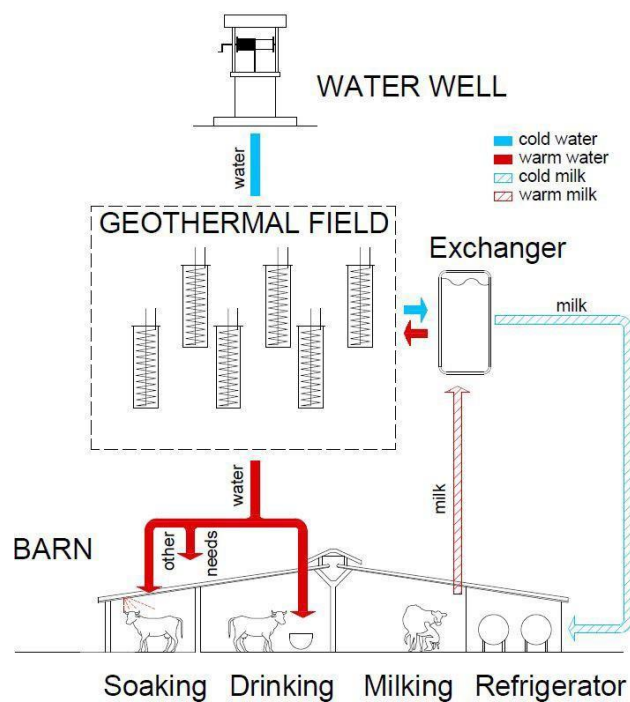 WATER WELL
cold water
warm water
cold milk
warm milk
water
GEOTHERMAL FIELD
Exchanger
milk
water
milk
other
needs
BARN
Soaking
Drinking
Milking
Refrigerator